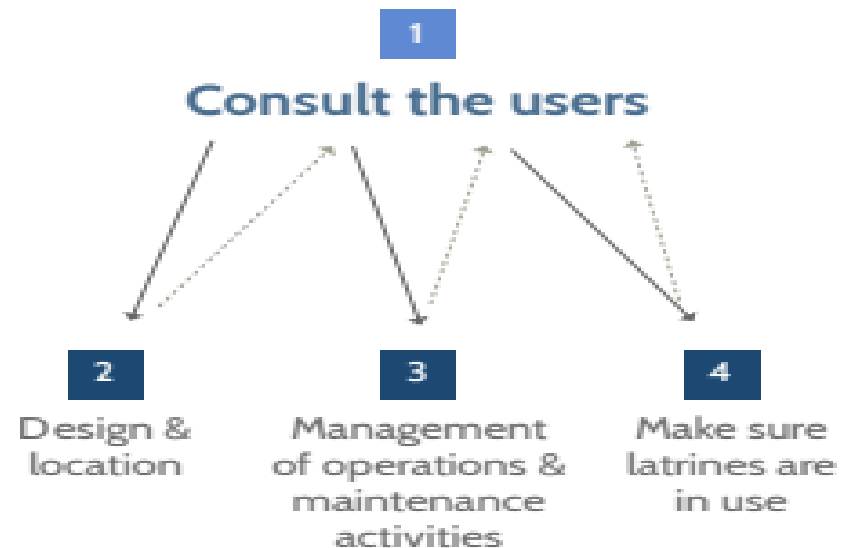 1
Consult the users
2
Design &
location
3
Management
of operations &
maintenance
activities
4
Make sure
latrines are
in use